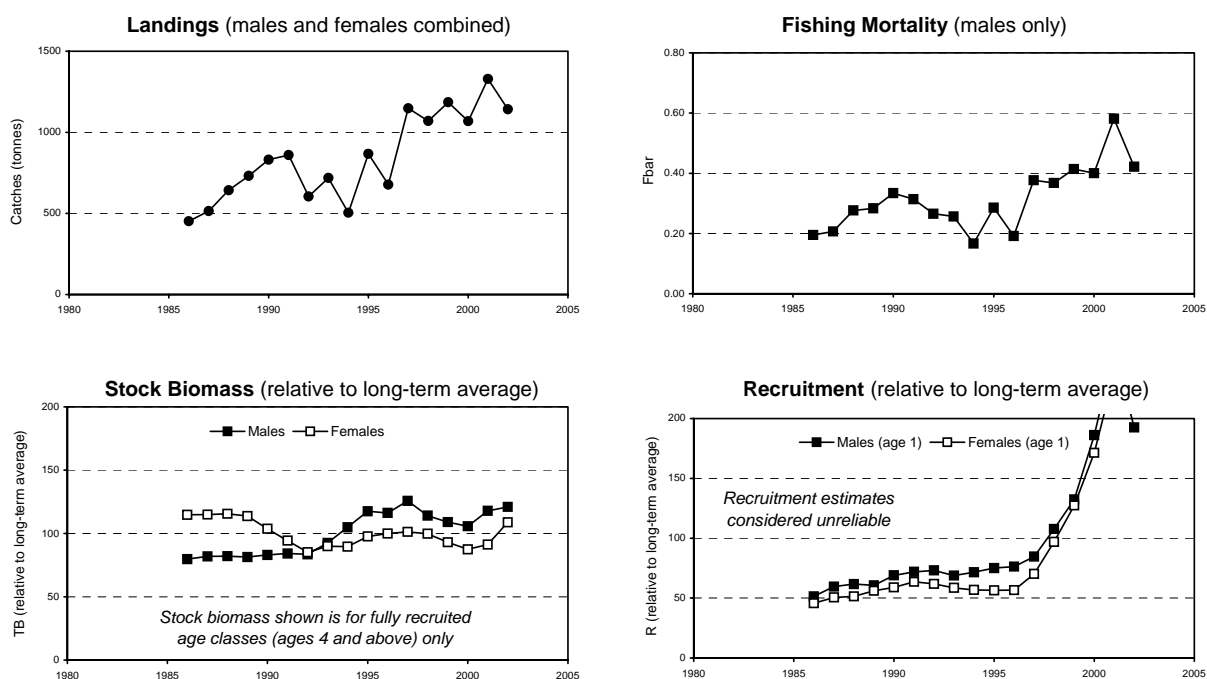 Landings (males and females combined)
1500
1000
500
0
Catches (tonnes)
1980 1985 1990 1995 2000 2005
Fishing Mortality (males only)
0.80
0.60
0.40
0.20
0.00
Fbar
1980 1985 1990 1995 2000 2005
Stock Biomass (relative to long-term average)
200
150
100
50
0
TB (relative to long-term average)
Males Females
Stock biomass shown is for fully recruited
age classes (ages 4 and above) only
1980 1985 1990 1995 2000 2005
Recruitment (relative to long-term average)
200
150
100
50
0
R (relative to long-term average)
Males (age 1) Females (age 1)
Recruitment estimates
considered unreliable
1980 1985 1990 1995 2000 2005